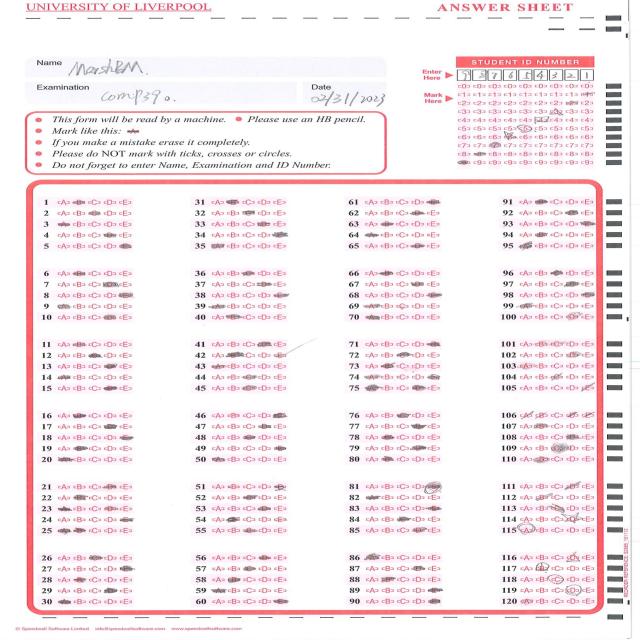 UNIVERSITY OF LIVERPOOL
ANSWER SHEET
Name MarshBM.
Examination comp390.
Date 02/31/2023
STUDENT ID NUMBER
Enter Here 9 8 7 6 5 4 3 2 1
Mark Here
<0> <0> <0> <0> <0> <0> <0> <0> <0>
• This form will be read by a machine. • Please use an HB pencil.
• Mark like this:
• If you make a mistake erase it completely.
• Please do NOT mark with ticks, crosses or circles.
• Do not forget to enter Name, Examination and ID Number.
1 31 61 91
2 32 62 92
3 33 63 93
4 34 64 94
5 35 65 95
6 36 66 96
7 37 67 97
8 38 68 98
9 39 69 99
10 40 70 100
11 41 71 101
12 42 72 102
13 43 73 103
14 44 74 104
15 45 75 105
16 46 76 106
17 47 77 107
18 48 78 108
19 49 79 109
20 50 80 110
21 51 81 111
22 52 82 112
23 53 83 113
24 54 84 114
25 55 85 115
26 56 86 116
27 57 87 117
28 58 88 118
29 59 89 119
30 60 90 120
© Speedwell Software Limited info@speedwellsoftware.com www.speedwellsoftware.com